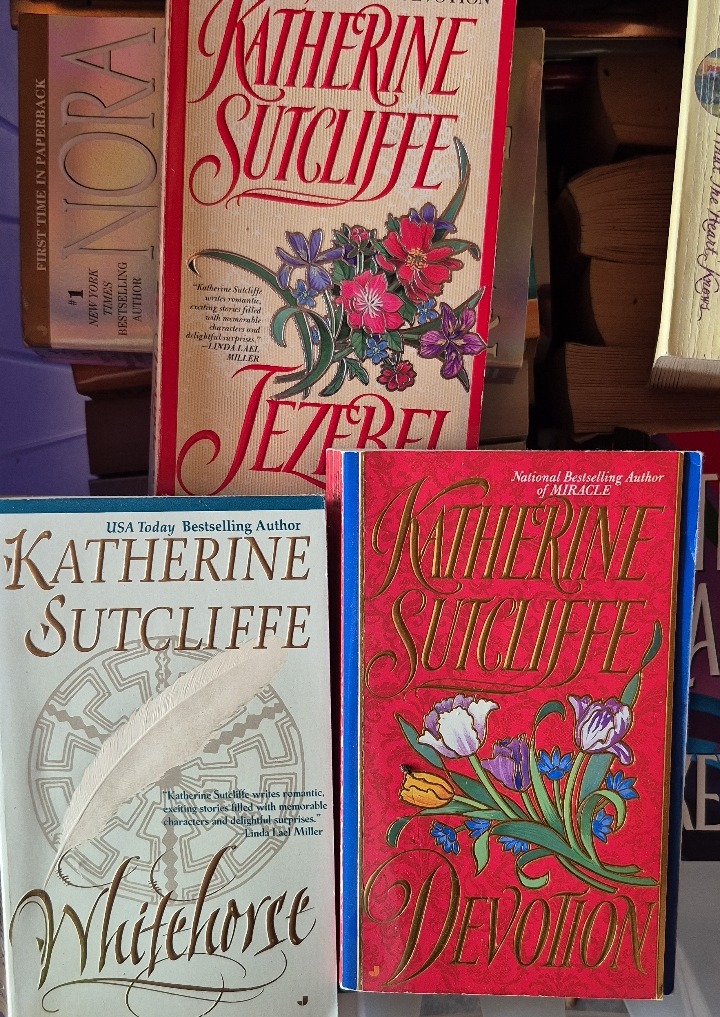 DEVOTION
KATHERINE
SUTCLIFFE
"Katherine Sutcliffe
writes romantic,
exciting stories filled
with memorable
characters and
delightful surprises."
—LINDA LAEL
MILLER
JEZEBEL
FIRST TIME IN PAPERBACK
NORA
#1
NEW YORK
TIMES
BESTSELLING
AUTHOR
What the Heart Knows
USA Today Bestselling Author
KATHERINE
SUTCLIFFE
"Katherine Sutcliffe writes romantic,
exciting stories filled with memorable
characters and delightful surprises."
—Linda Lael Miller
Whitehorse
J
National Bestselling Author
of MIRACLE
KATHERINE
SUTCLIFFE
DEVOTION
J